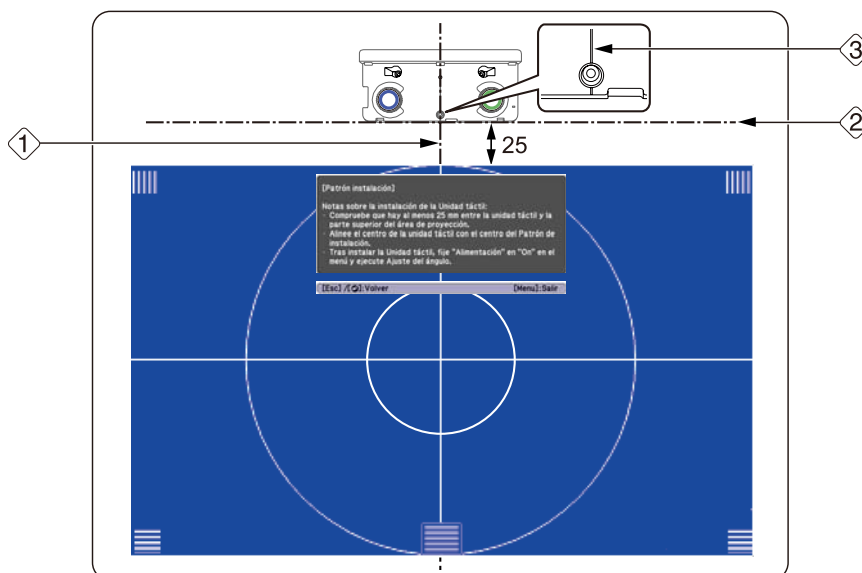 3
2
1
25
[Patrón instalación]
Notas sobre la instalación de la Unidad táctil:
· Compruebe que hay al menos 25 mm entre la unidad táctil y la
parte superior del área de proyección.
· Alinee el centro de la unidad táctil con el centro del Patrón de
instalación.
· Tras instalar la Unidad táctil, fije "Alimentación" en "On" en el
menú y ejecute Ajuste del ángulo.
[Esc] /[ ]:Volver [Menu]:Salir